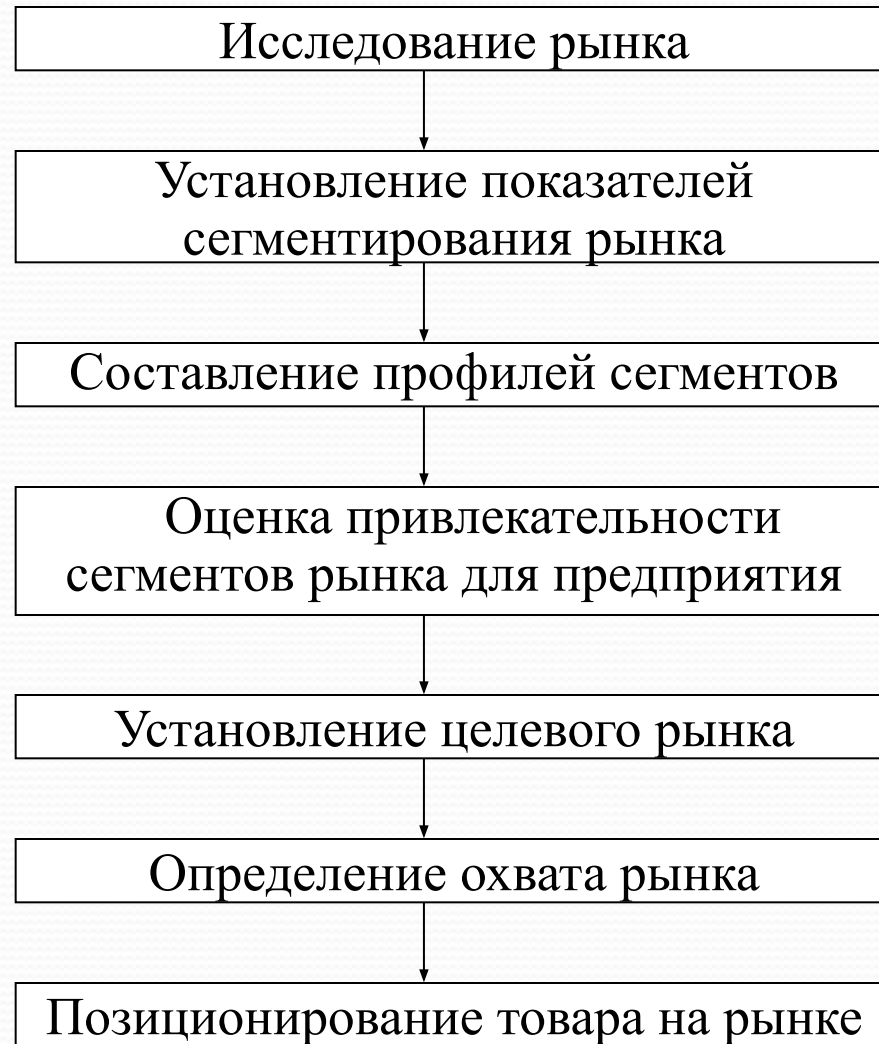 Исследование рынка
Установление показателей
сегментирования рынка
Составление профилей сегментов
Оценка привлекательности
сегментов рынка для предприятия
Установление целевого рынка
Определение охвата рынка
Позиционирование товара на рынке